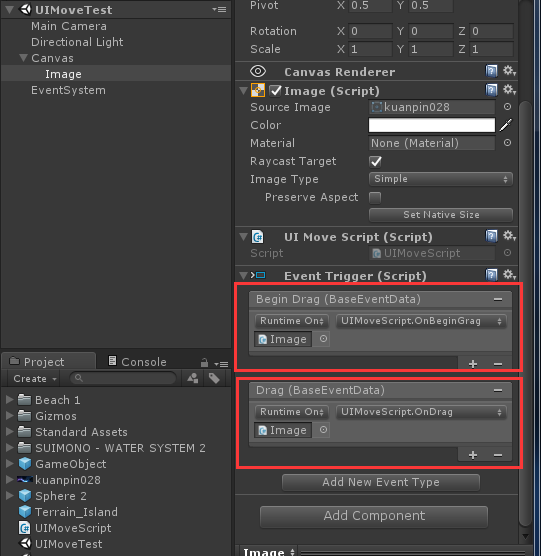 UIMoveTest
Main Camera
Directional Light
Canvas
Image
EventSystem
Pivot X 0.5 Y 0.5
Rotation X 0 Y 0 Z 0
Scale X 1 Y 1 Z 1
Canvas Renderer
Image (Script)
Source Image kuanpin028
Color
Material None (Material)
Raycast Target
Image Type Simple
Preserve Aspect
Set Native Size
UI Move Script (Script)
Script UIMoveScript
Event Trigger (Script)
Begin Drag (BaseEventData)
Runtime On UIMoveScript.OnBeginGrag
Image
Drag (BaseEventData)
Runtime On UIMoveScript.OnDrag
Image
Add New Event Type
Add Component
Image
Project Console
Create
Beach 1
Gizmos
Standard Assets
SUIMONO - WATER SYSTEM 2
GameObject
kuanpin028
Sphere 2
Terrain_Island
UIMoveScript
UIMoveTest